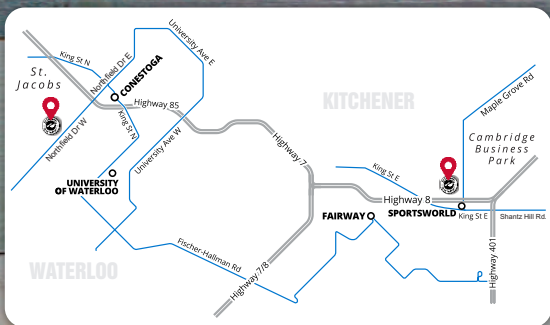 University Ave E
King St N
St.
Jacobs
Northfield Dr E
CONESTOGA
Highway 85
KITCHENER
Maple Grove Rd
King St N
Northfield Dr W
University Ave W
Highway 7
Cambridge
Business
Park
King St E
UNIVERSITY
OF WATERLOO
Highway 8
FAIRWAY
SPORTSWORLD
King St E
Shantz Hill Rd.
Fischer-Hallman Rd
WATERLOO
Highway 7/8
Highway 401